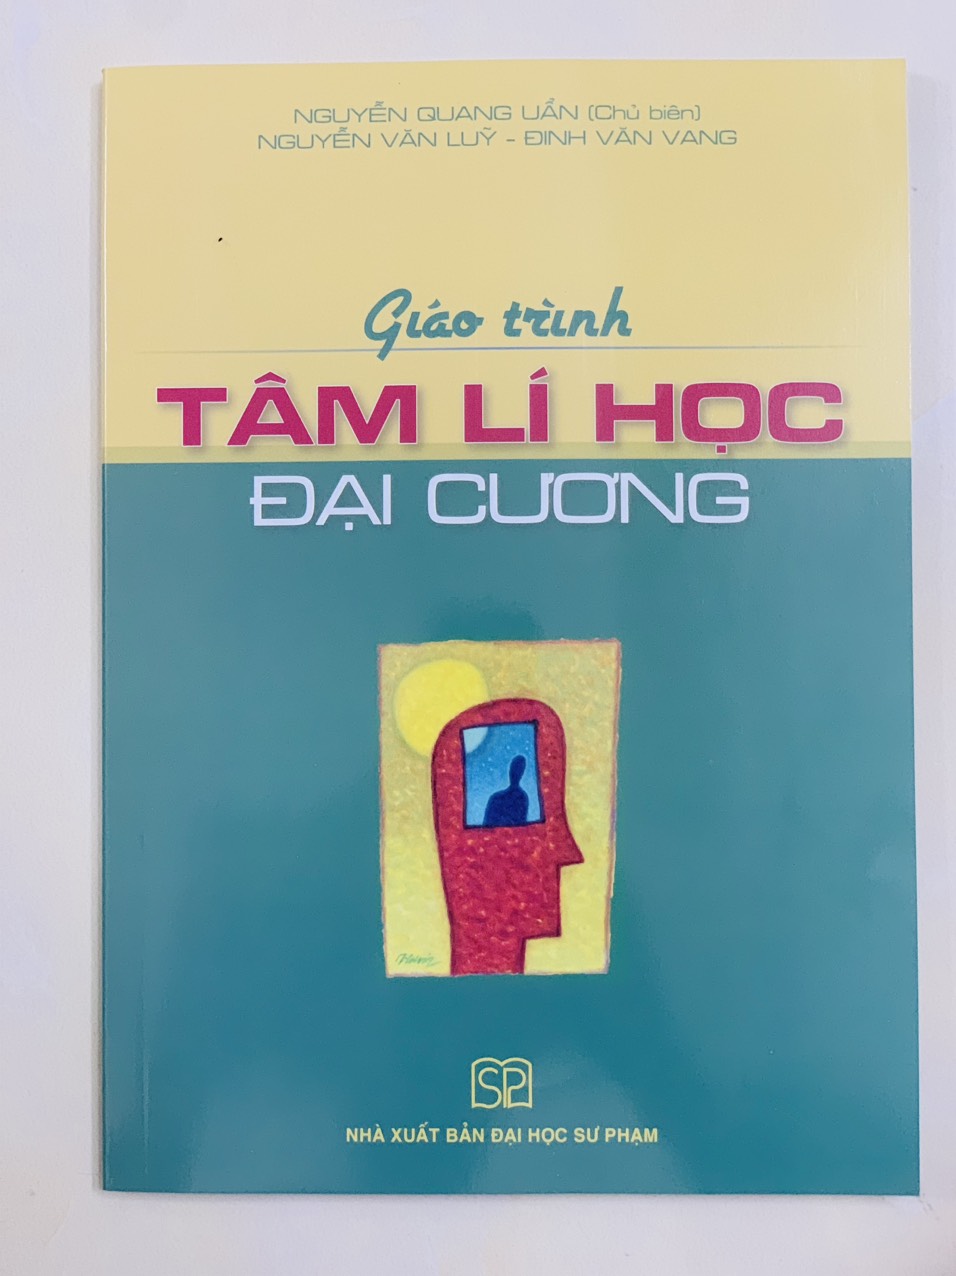 NGUYỄN QUANG UẨN (Chủ biên)
NGUYỄN VĂN LUỸ - ĐINH VĂN VANG
Giáo trình
TÂM LÍ HỌC
ĐẠI CƯƠNG
SP
NHÀ XUẤT BẢN ĐẠI HỌC SƯ PHẠM